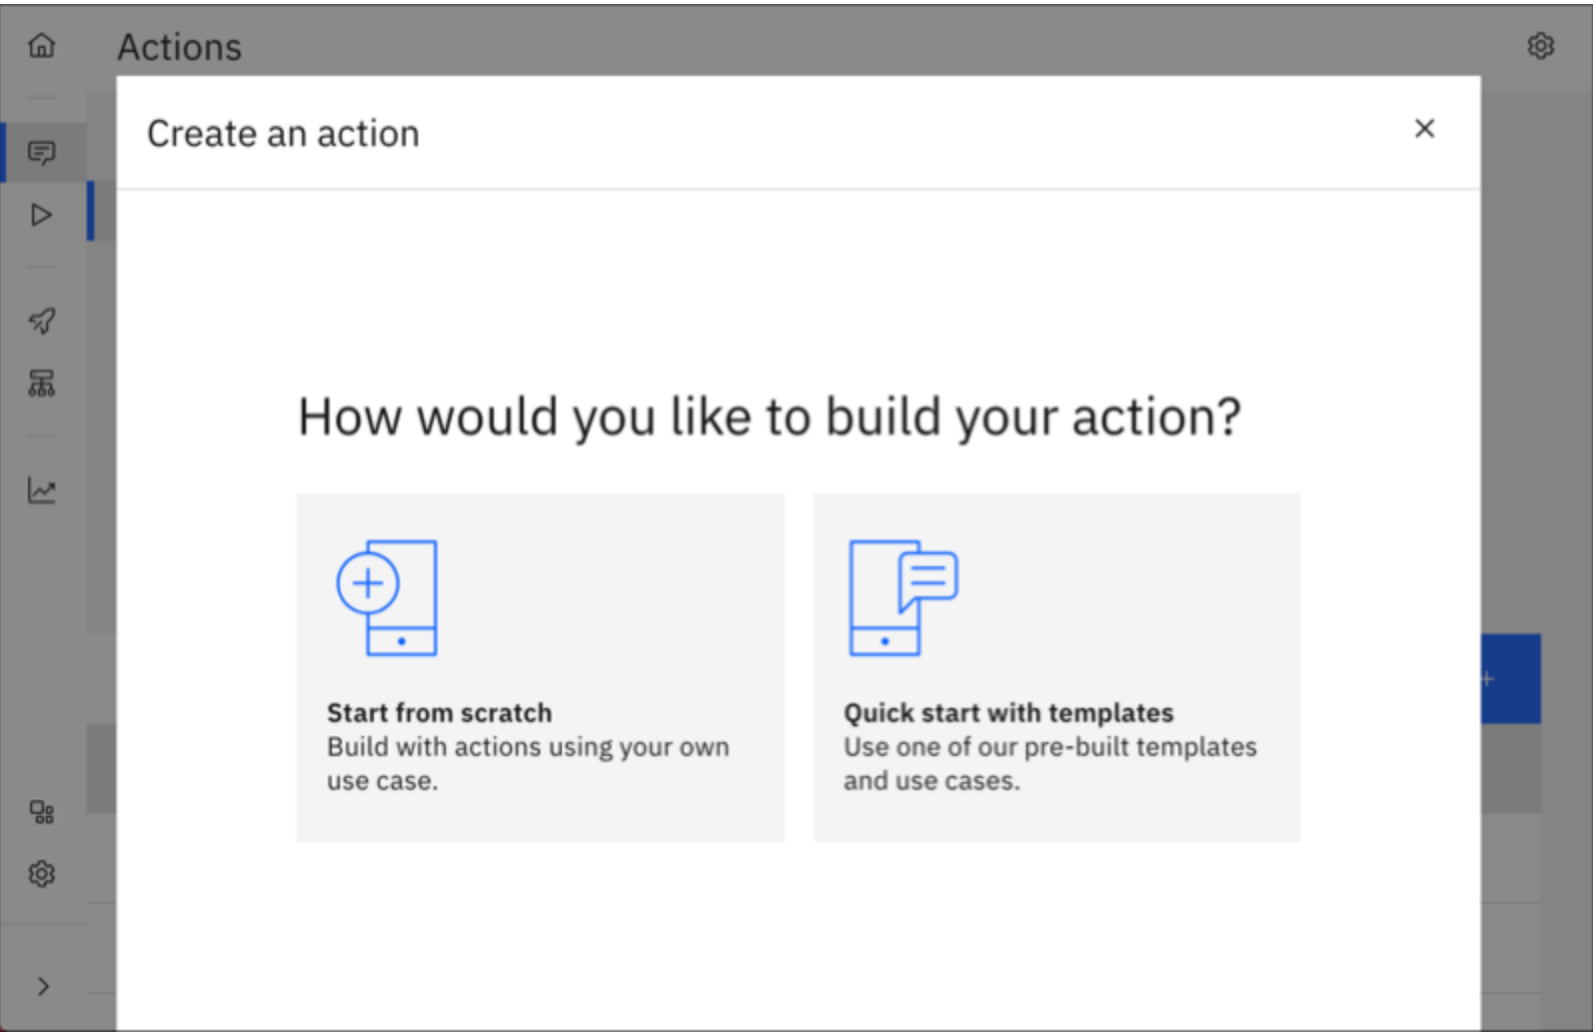 Actions
Create an action
How would you like to build your action?
Start from scratch
Build with actions using your own
use case.
Quick start with templates
Use one of our pre-built templates
and use cases.